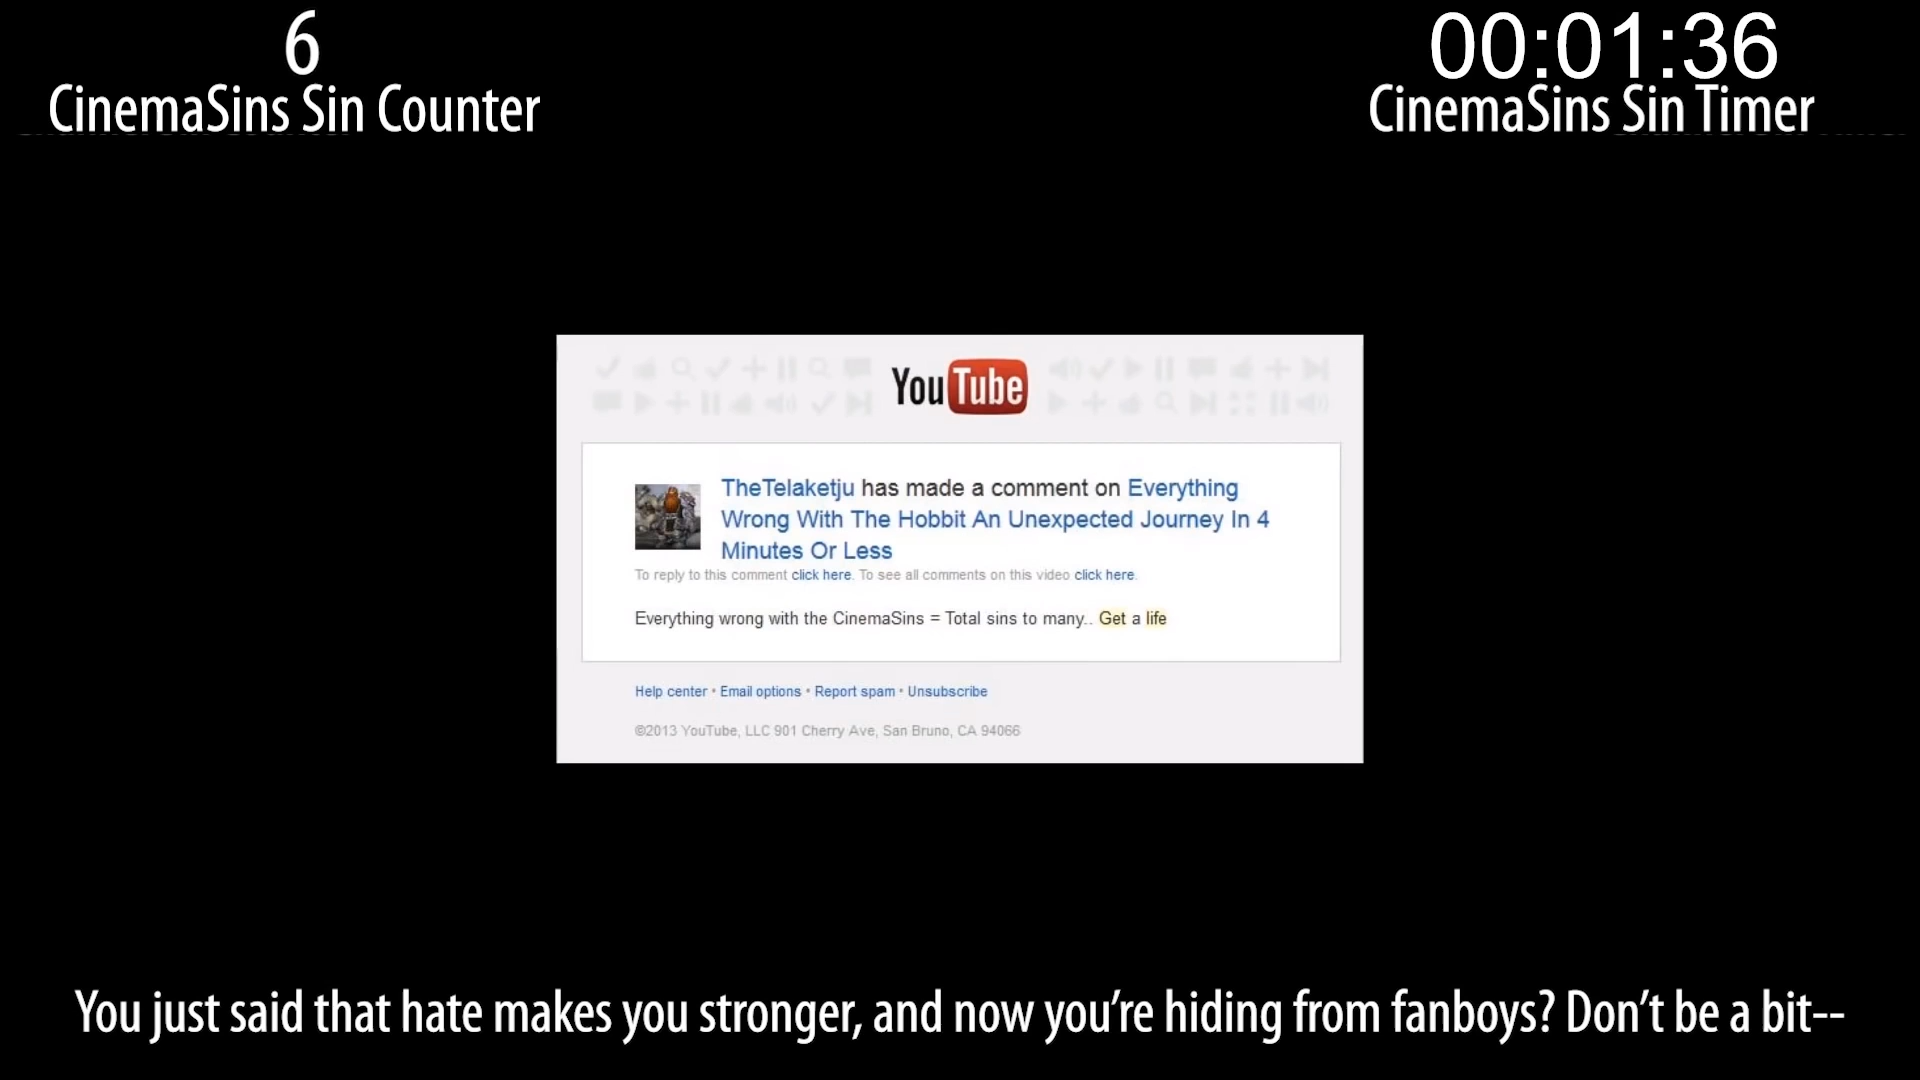 6
CinemaSins Sin Counter
00:01:36
CinemaSins Sin Timer
YouTube
TheTelaketju has made a comment on Everything
Wrong With The Hobbit An Unexpected Journey In 4
Minutes Or Less
To reply to this comment click here. To see all comments on this video click here.
Everything wrong with the CinemaSins = Total sins to many.. Get a life
Help center • Email options • Report spam • Unsubscribe
©2013 YouTube, LLC 901 Cherry Ave, San Bruno, CA 94066
You just said that hate makes you stronger, and now you’re hiding from fanboys? Don’t be a bit--